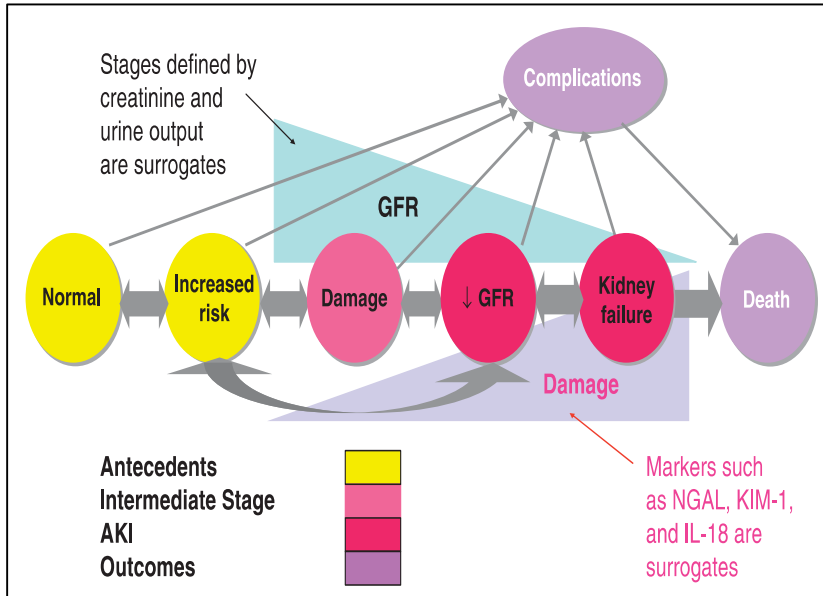 Stages defined by
creatinine and
urine output
are surrogates
Complications
GFR
Normal
Increased
risk
Damage
↓ GFR
Kidney
failure
Death
Damage
Antecedents
Intermediate Stage
AKI
Outcomes
Markers such
as NGAL, KIM-1,
and IL-18 are
surrogates